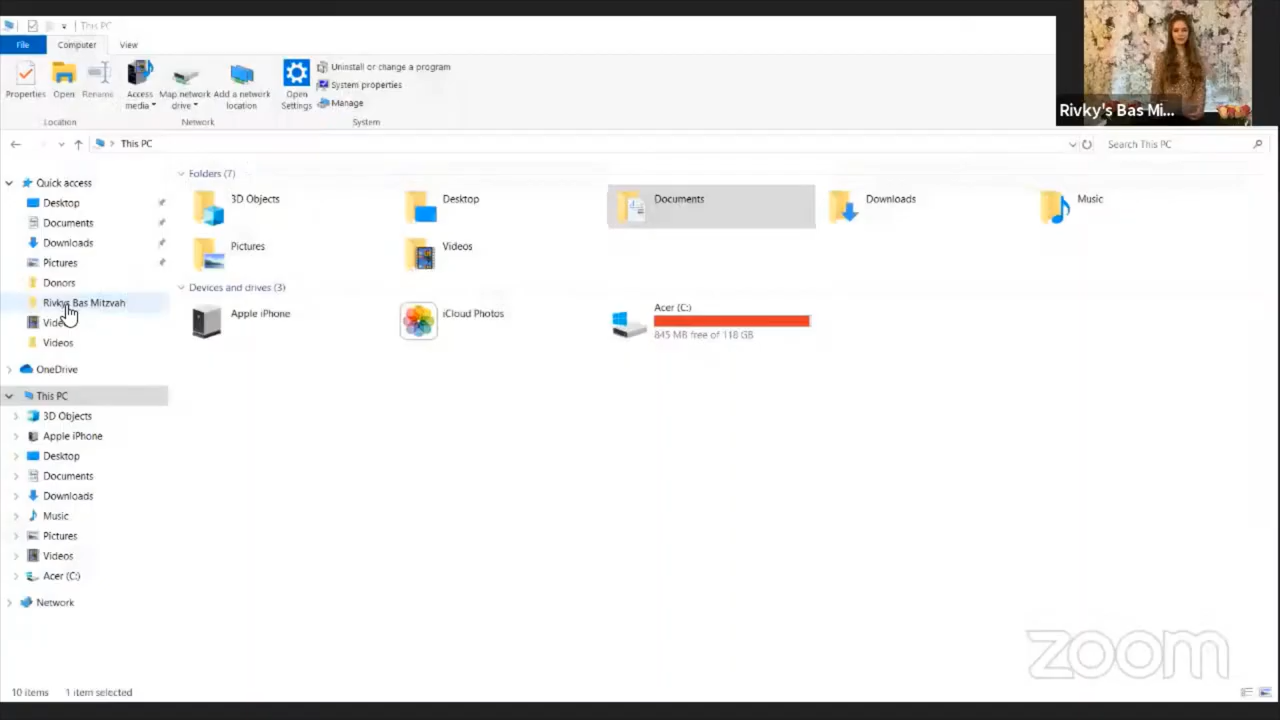 This PC
File Computer View
Properties Open Rename Access media Map network drive Add a network location Open Settings
Uninstall or change a program
System properties
Manage
Location Network System
Rivky's Bas Mi...
This PC
Search This PC
Quick access
Desktop
Documents
Downloads
Pictures
Donors
Rivkys Bas Mitzvah
Videos
OneDrive
This PC
3D Objects
Apple iPhone
Desktop
Documents
Downloads
Music
Pictures
Videos
Acer (C:)
Network
Folders (7)
3D Objects
Desktop
Documents
Downloads
Music
Pictures
Videos
Devices and drives (3)
Apple iPhone
iCloud Photos
Acer (C:)
845 MB free of 118 GB
10 items 1 item selected
zoom